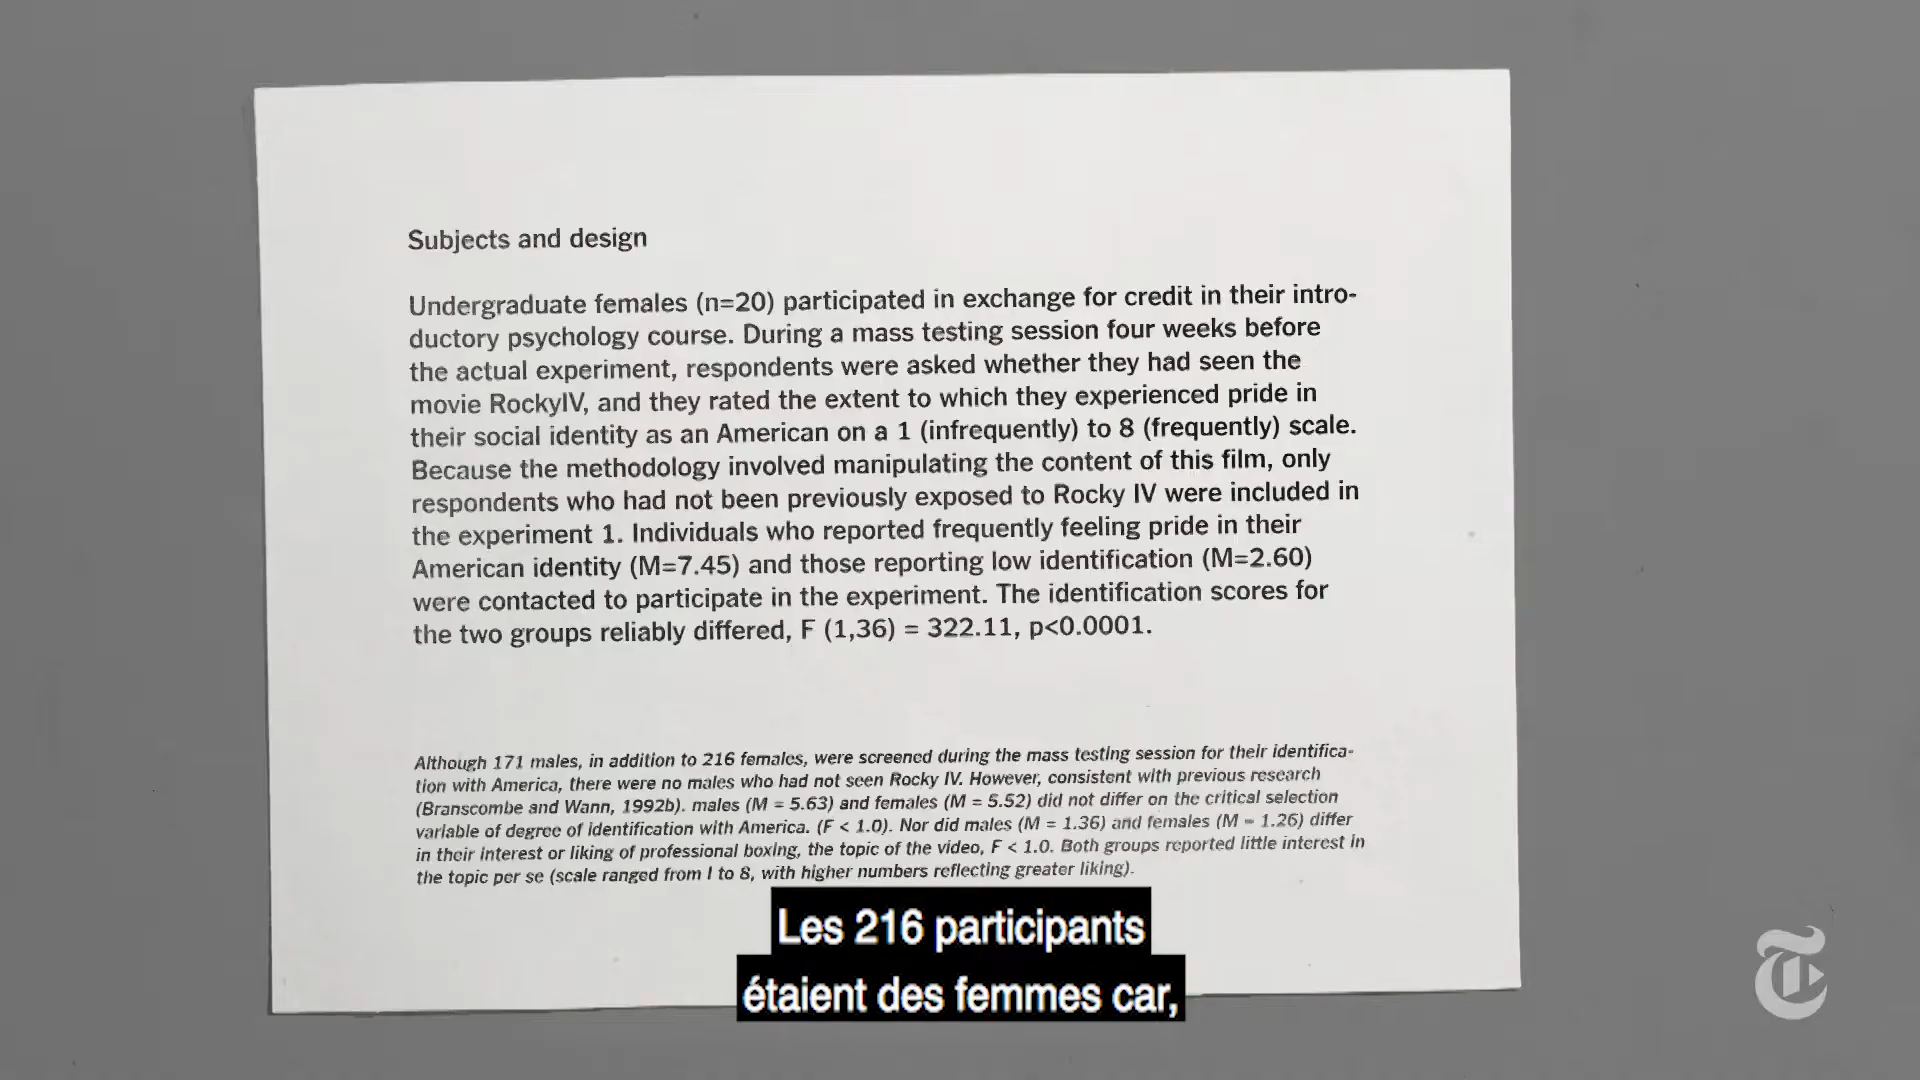 Subjects and design
Undergraduate females (n=20) participated in exchange for credit in their intro-
ductory psychology course. During a mass testing session four weeks before
the actual experiment, respondents were asked whether they had seen the
movie RockyIV, and they rated the extent to which they experienced pride in
their social identity as an American on a 1 (infrequently) to 8 (frequently) scale.
Because the methodology involved manipulating the content of this film, only
respondents who had not been previously exposed to Rocky IV were included in
the experiment 1. Individuals who reported frequently feeling pride in their
American identity (M=7.45) and those reporting low identification (M=2.60)
were contacted to participate in the experiment. The identification scores for
the two groups reliably differed, F (1,36) = 322.11, p<0.0001.
Although 171 males, in addition to 216 females, were screened during the mass testing session for their identifica-
tion with America, there were no males who had not seen Rocky IV. However, consistent with previous research
(Branscombe and Wann, 1992b). males (M = 5.63) and females (M = 5.52) did not differ on the critical selection
variable of degree of identification with America. (F < 1.0). Nor did males (M = 1.36) and females (M = 1.26) differ
in their interest or liking of professional boxing, the topic of the video, F < 1.0. Both groups reported little interest in
the topic per se (scale ranged from I to 8, with higher numbers reflecting greater liking).
Les 216 participants
étaient des femmes car,
T